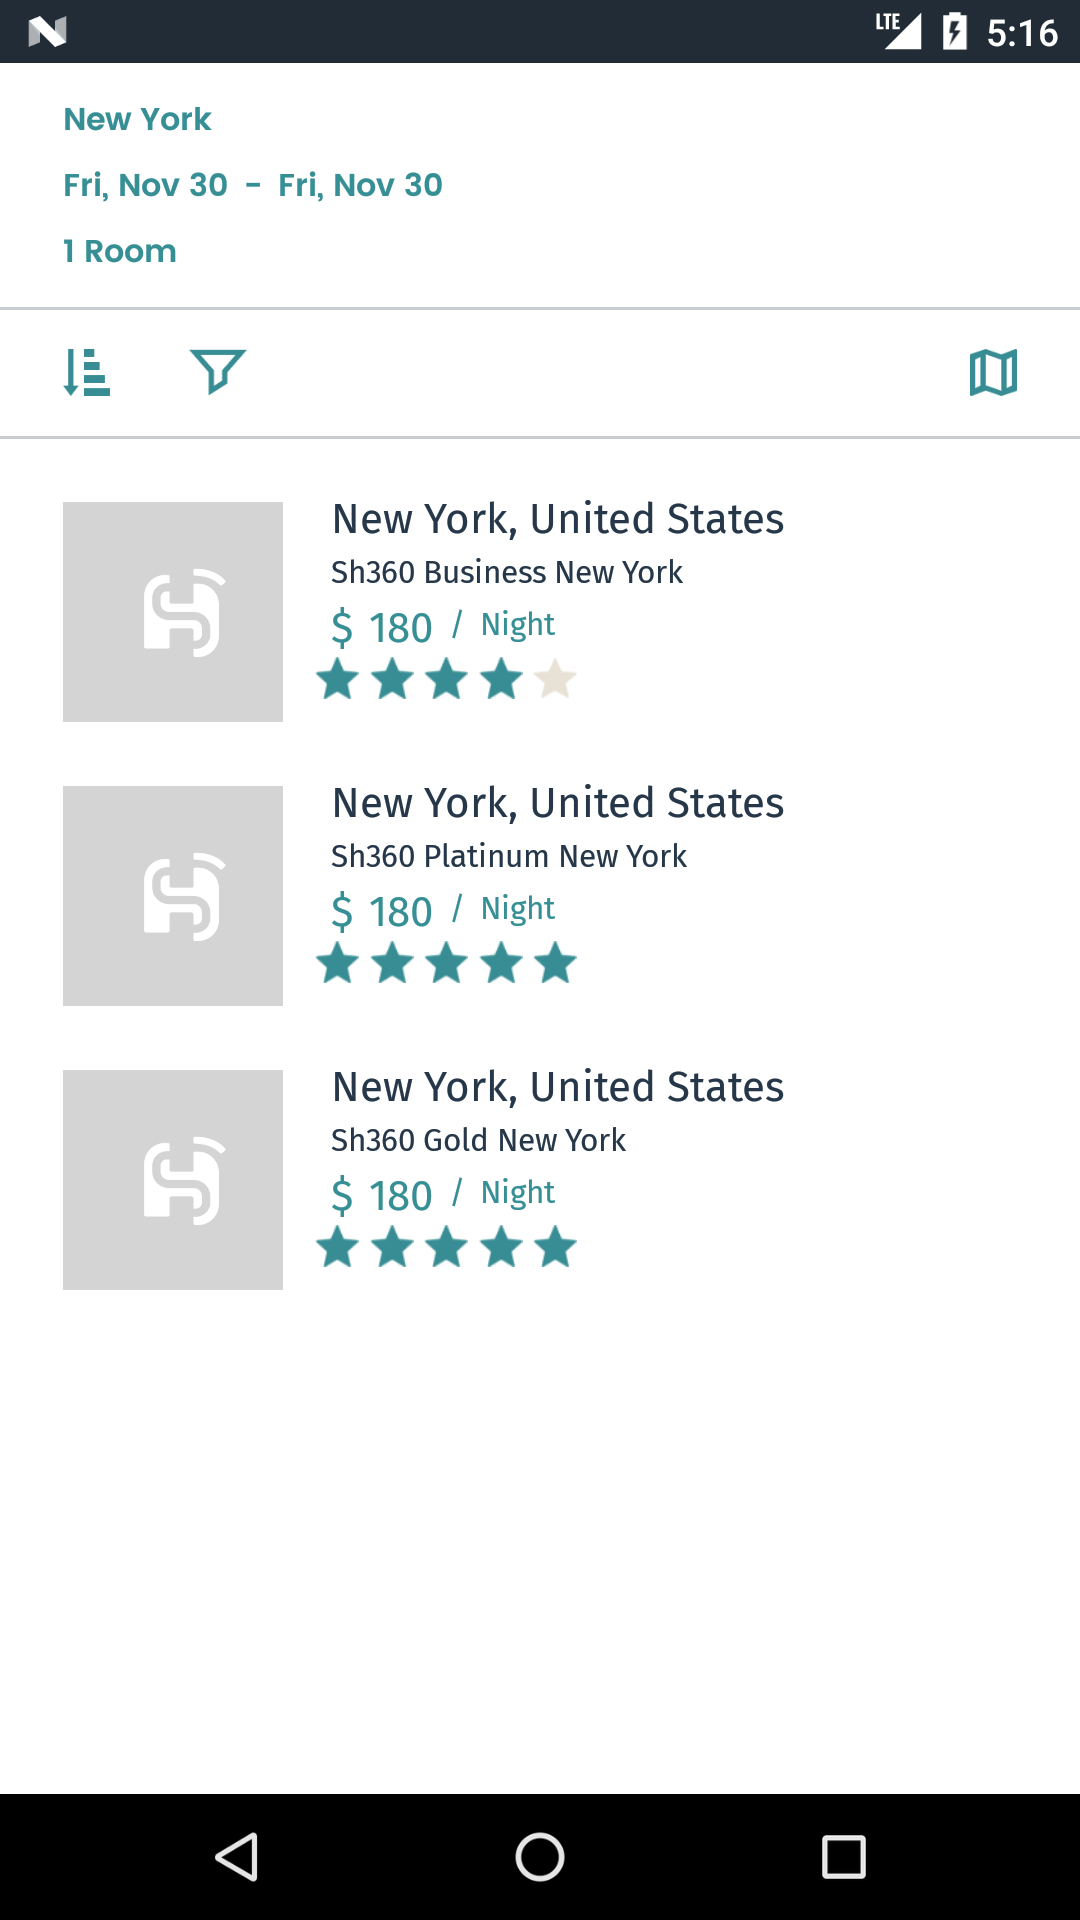 LTE 5:16
New York
Fri, Nov 30 - Fri, Nov 30
1 Room
New York, United States
Sh360 Business New York
$ 180 / Night
New York, United States
Sh360 Platinum New York
$ 180 / Night
New York, United States
Sh360 Gold New York
$ 180 / Night